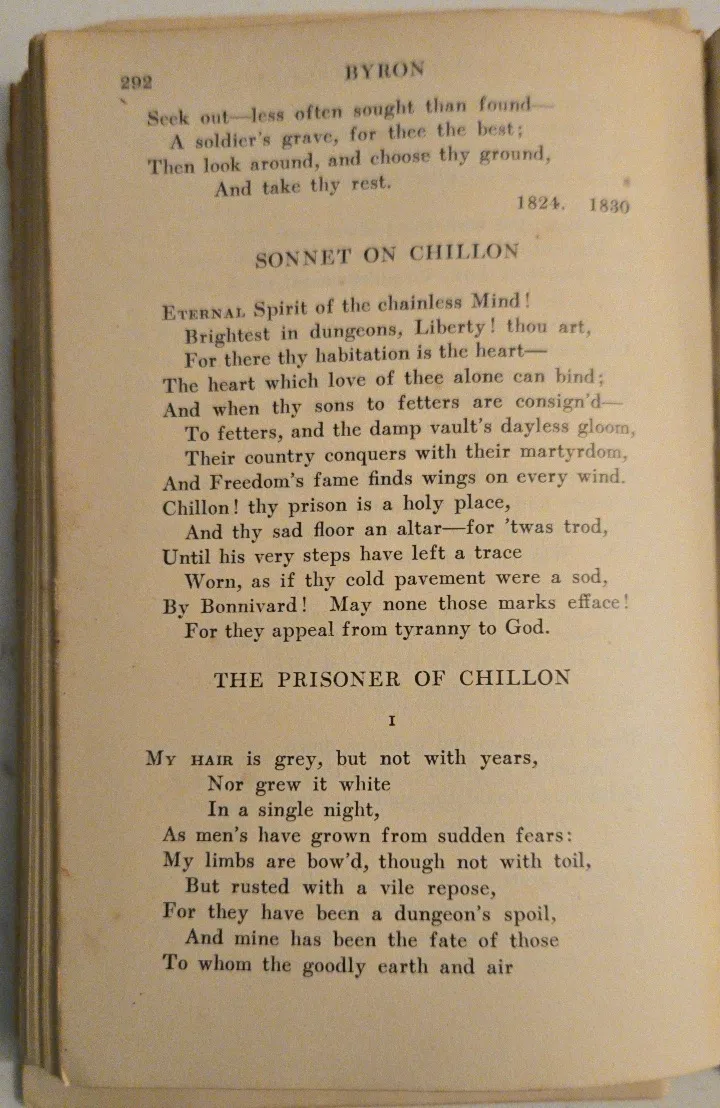 292
BYRON
Seek out—less often sought than found—
A soldier's grave, for thee the best;
Then look around, and choose thy ground,
And take thy rest.
1824. 1830
SONNET ON CHILLON
ETERNAL Spirit of the chainless Mind!
Brightest in dungeons, Liberty! thou art,
For there thy habitation is the heart—
The heart which love of thee alone can bind;
And when thy sons to fetters are consign'd—
To fetters, and the damp vault's dayless gloom,
Their country conquers with their martyrdom,
And Freedom's fame finds wings on every wind.
Chillon! thy prison is a holy place,
And thy sad floor an altar—for 'twas trod,
Until his very steps have left a trace
Worn, as if thy cold pavement were a sod,
By Bonnivard! May none those marks efface!
For they appeal from tyranny to God.
THE PRISONER OF CHILLON
I
MY HAIR is grey, but not with years,
Nor grew it white
In a single night,
As men's have grown from sudden fears:
My limbs are bow'd, though not with toil,
But rusted with a vile repose,
For they have been a dungeon's spoil,
And mine has been the fate of those
To whom the goodly earth and air